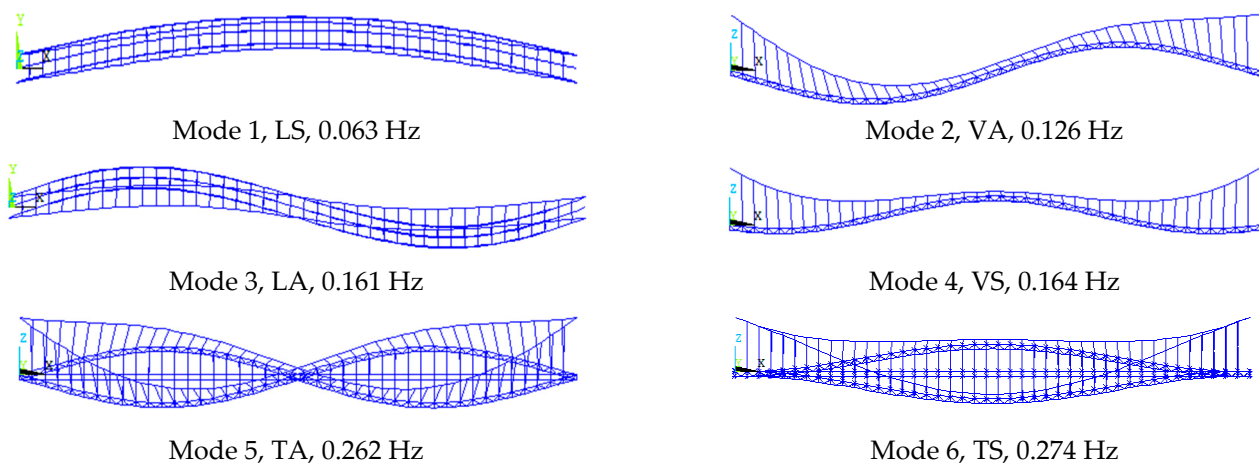 Y
Z
X
Mode 1, LS, 0.063 Hz
Z
Y
X
Mode 2, VA, 0.126 Hz
Y
Z
X
Mode 3, LA, 0.161 Hz
Z
Y
X
Mode 4, VS, 0.164 Hz
Z
Y
X
Mode 5, TA, 0.262 Hz
Z
Y
X
Mode 6, TS, 0.274 Hz